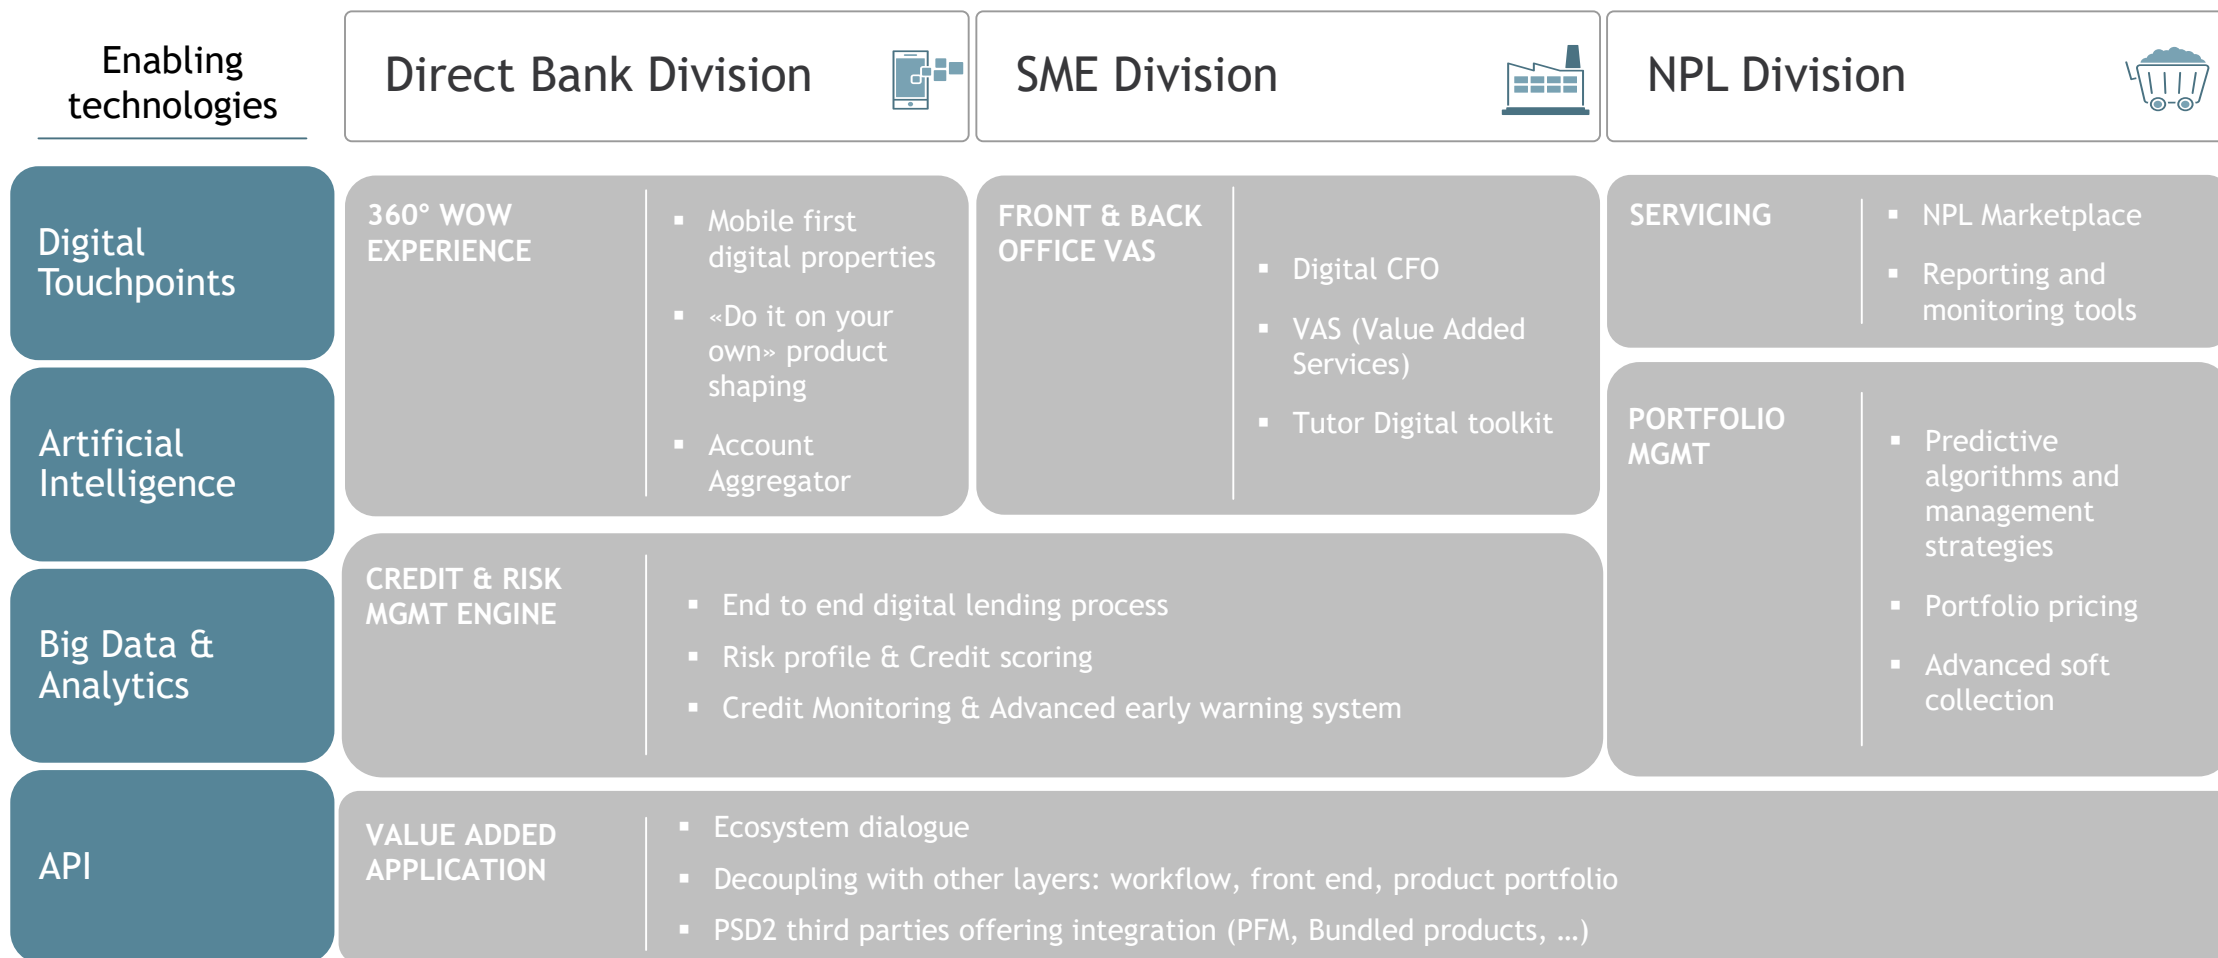 Enabling
technologies
Direct Bank Division
SME Division
NPL Division
Digital
Touchpoints
Artificial
Intelligence
Big Data &
Analytics
API
360° WOW
EXPERIENCE
▪ Mobile first
digital properties
▪ «Do it on your
own» product
shaping
▪ Account
Aggregator
FRONT & BACK
OFFICE VAS
▪ Digital CFO
▪ VAS (Value Added
Services)
▪ Tutor Digital toolkit
SERVICING
▪ NPL Marketplace
▪ Reporting and
monitoring tools
PORTFOLIO
MGMT
▪ Predictive
algorithms and
management
strategies
▪ Portfolio pricing
▪ Advanced soft
collection
CREDIT & RISK
MGMT ENGINE
▪ End to end digital lending process
▪ Risk profile & Credit scoring
▪ Credit Monitoring & Advanced early warning system
VALUE ADDED
APPLICATION
▪ Ecosystem dialogue
▪ Decoupling with other layers: workflow, front end, product portfolio
▪ PSD2 third parties offering integration (PFM, Bundled products, …)